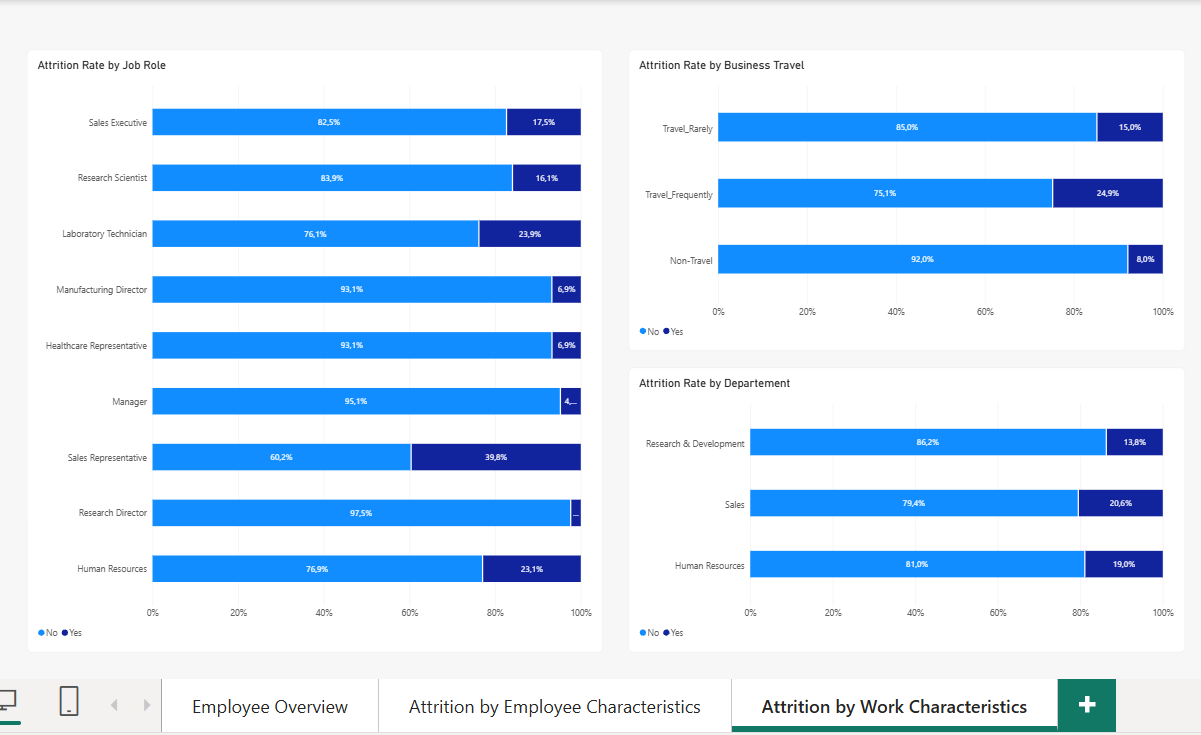 Attrition Rate by Job Role
Sales Executive 82,5% 17,5%
Research Scientist 83,9% 16,1%
Laboratory Technician 76,1% 23,9%
Manufacturing Director 93,1% 6,9%
Healthcare Representative 93,1% 6,9%
Manager 95,1% 4,...
Sales Representative 60,2% 39,8%
Research Director 97,5% ...
Human Resources 76,9% 23,1%
0% 20% 40% 60% 80% 100%
No Yes
Attrition Rate by Business Travel
Travel_Rarely 85,0% 15,0%
Travel_Frequently 75,1% 24,9%
Non-Travel 92,0% 8,0%
0% 20% 40% 60% 80% 100%
No Yes
Attrition Rate by Departement
Research & Development 86,2% 13,8%
Sales 79,4% 20,6%
Human Resources 81,0% 19,0%
0% 20% 40% 60% 80% 100%
No Yes
Employee Overview
Attrition by Employee Characteristics
Attrition by Work Characteristics